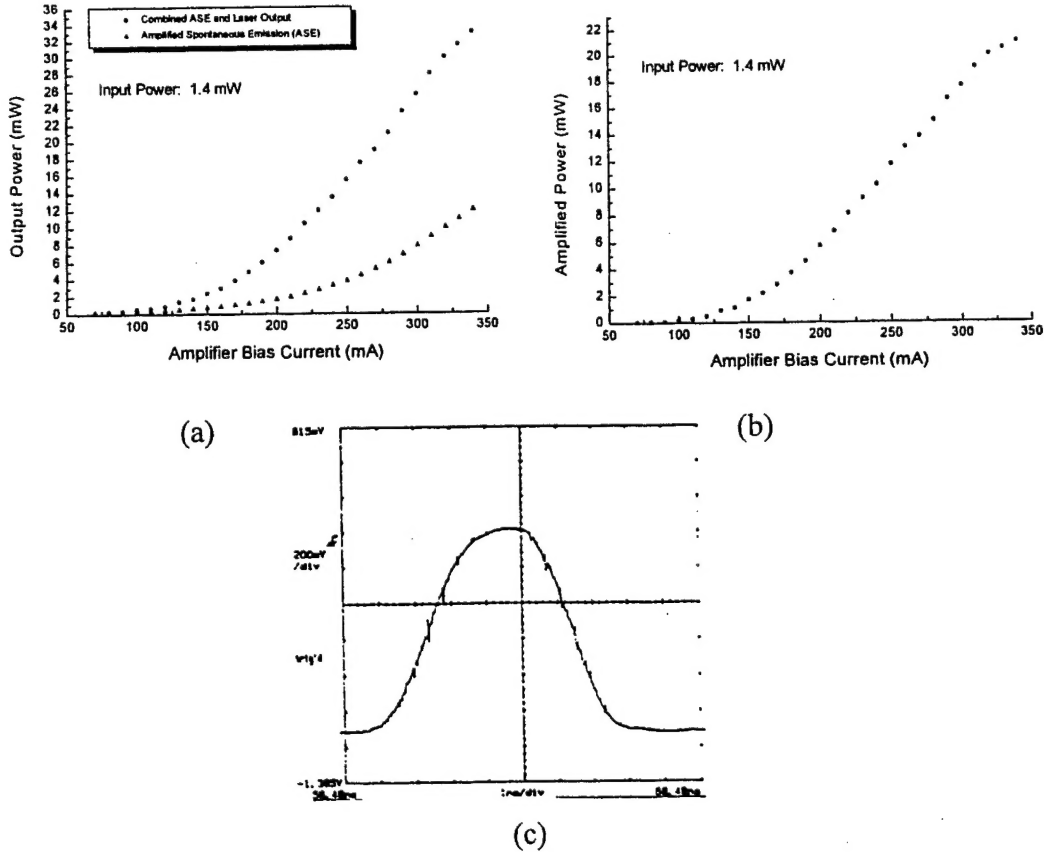 Combined ASE and Laser Output
Amplified Spontaneous Emission (ASE)
Input Power: 1.4 mW
Output Power (mW)
36
34
32
30
28
26
24
22
20
18
16
14
12
10
8
6
4
2
0
50 100 150 200 250 300 350
Amplifier Bias Current (mA)
(a)
Input Power: 1.4 mW
Amplified Power (mW)
22
20
18
16
14
12
10
8
6
4
2
0
50 100 150 200 250 300 350
Amplifier Bias Current (mA)
(b)
815mV
200mV
/div
trig'd
1ns/div
(c)